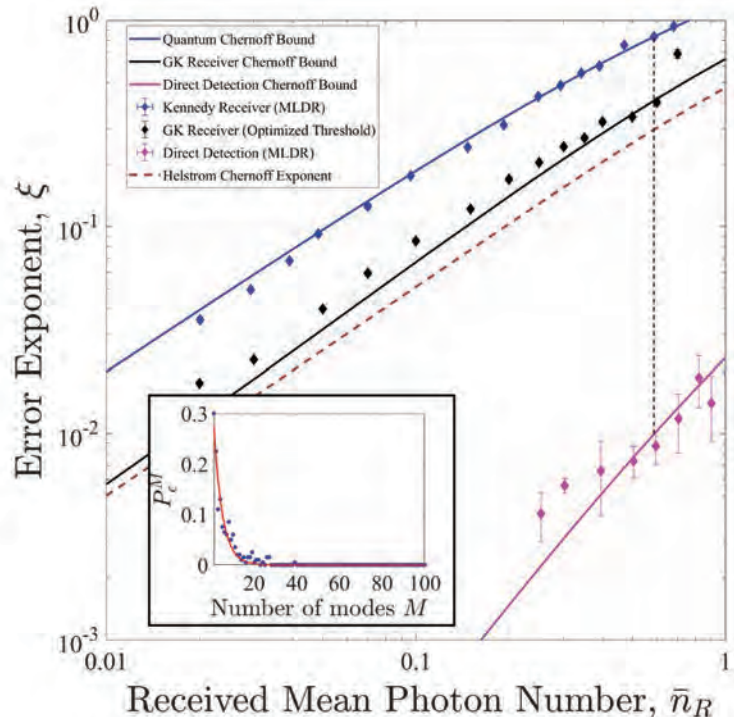 10^0
Quantum Chernoff Bound
GK Receiver Chernoff Bound
Direct Detection Chernoff Bound
Kennedy Receiver (MLDR)
GK Receiver (Optimized Threshold)
Direct Detection (MLDR)
Helstrom Chernoff Exponent
10^-1
Error Exponent, ξ
10^-2
0.3
0.2
P_e^M
0.1
0
20 40 60 80 100
Number of modes M
10^-3
0.01 0.1 1
Received Mean Photon Number, n̄_R